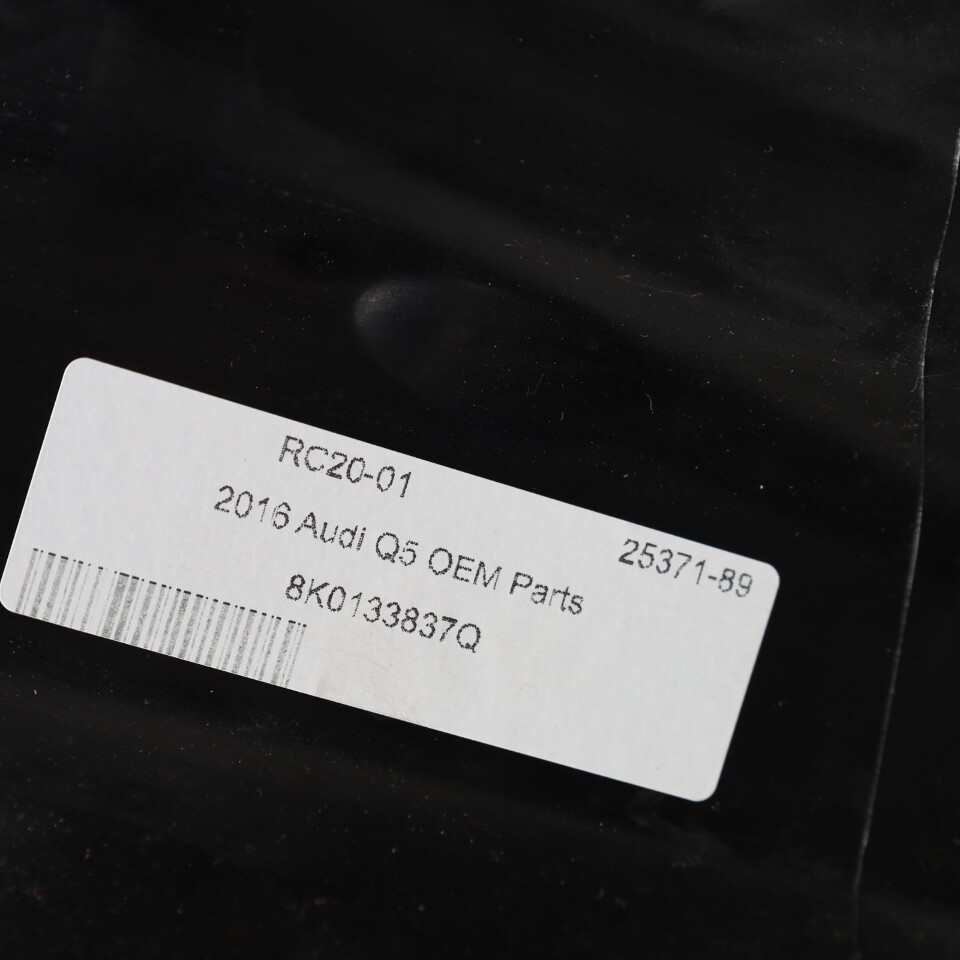 RC20-01
2016 Audi Q5 OEM Parts
25371-89
8K0133837Q